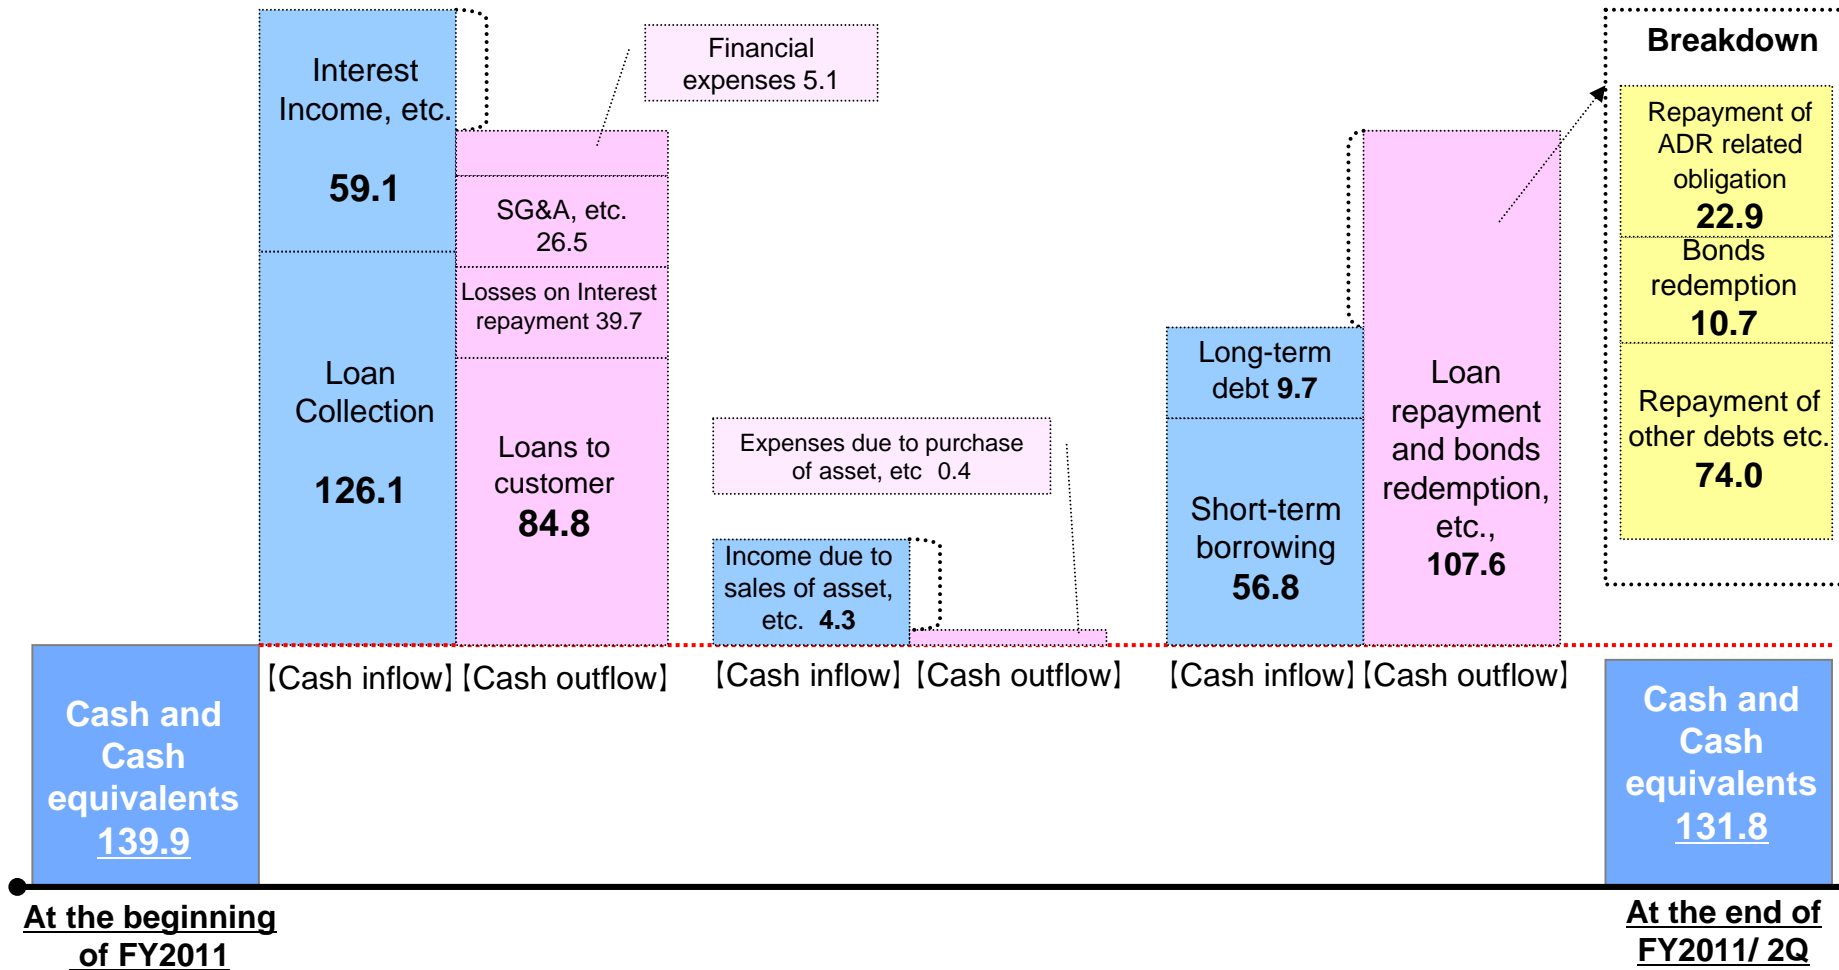 Interest
Income, etc.
59.1
Loan
Collection
126.1
Financial
expenses 5.1
SG&A, etc.
26.5
Losses on Interest
repayment 39.7
Loans to
customer
84.8
Expenses due to purchase
of asset, etc 0.4
Income due to
sales of asset,
etc. 4.3
Long-term
debt 9.7
Short-term
borrowing
56.8
Loan
repayment
and bonds
redemption,
etc.,
107.6
Breakdown
Repayment of
ADR related
obligation
22.9
Bonds
redemption
10.7
Repayment of
other debts etc.
74.0
【Cash inflow】【Cash outflow】
【Cash inflow】【Cash outflow】
【Cash inflow】【Cash outflow】
Cash and
Cash
equivalents
139.9
Cash and
Cash
equivalents
131.8
At the beginning
of FY2011
At the end of
FY2011/ 2Q